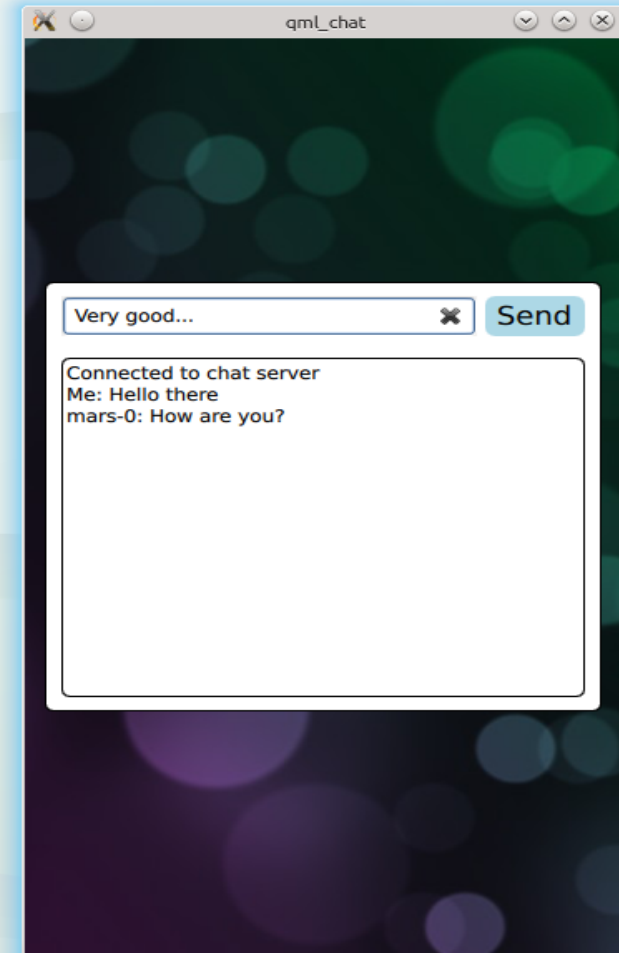 qml_chat
Very good...
Send
Connected to chat server
Me: Hello there
mars-0: How are you?